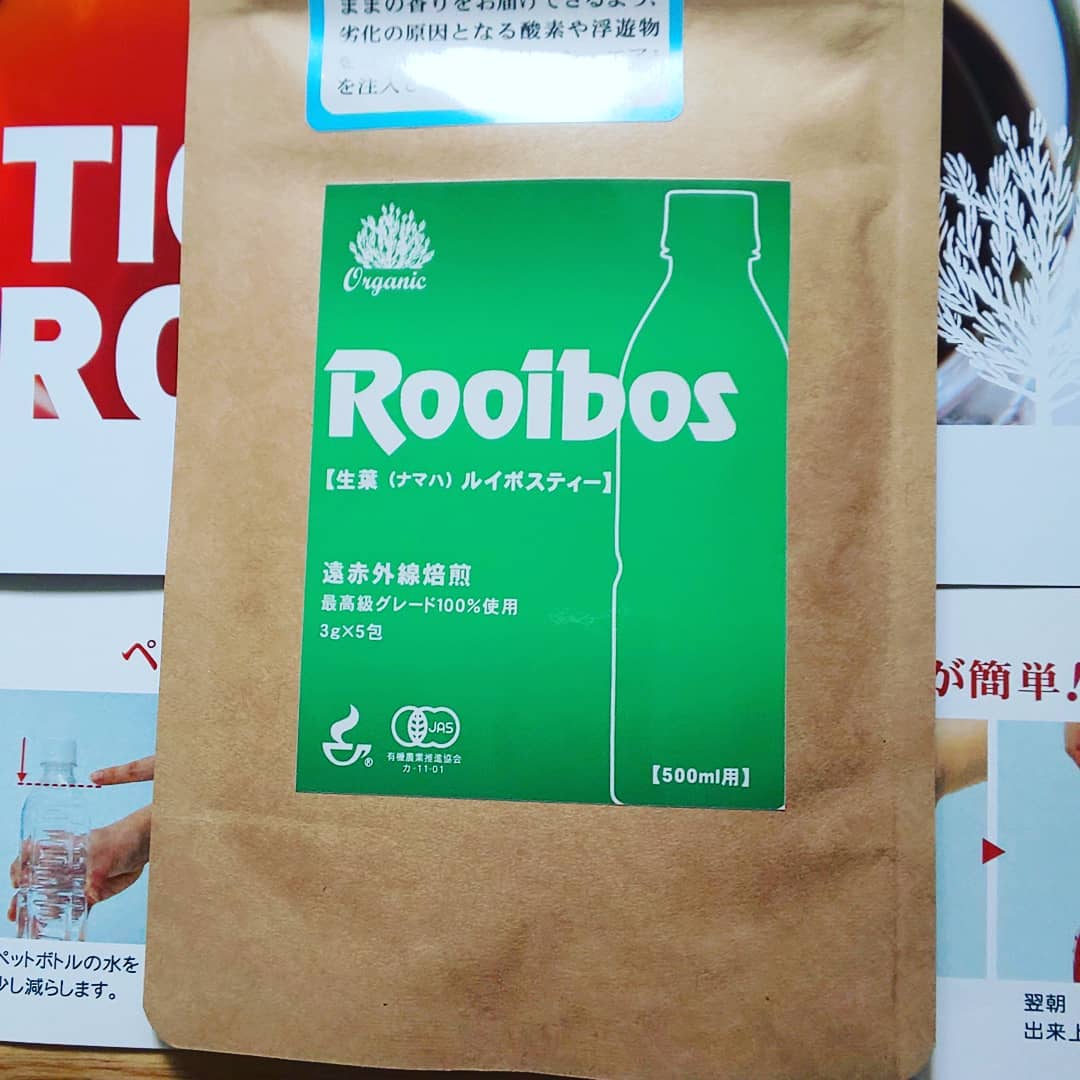 ままの香りをお届けできるよう、
劣化の原因となる酸素や浮遊物
を注入
TI
RO
Organic
Rooibos
【生葉（ナマハ）ルイボスティー】
遠赤外線焙煎
最高級グレード100%使用
3g×5包
®
JAS
有機農業推進協会
カ-11-01
【500ml用】
ペ
が簡単!
ペットボトルの水を
少し減らします。
翌朝
出来上